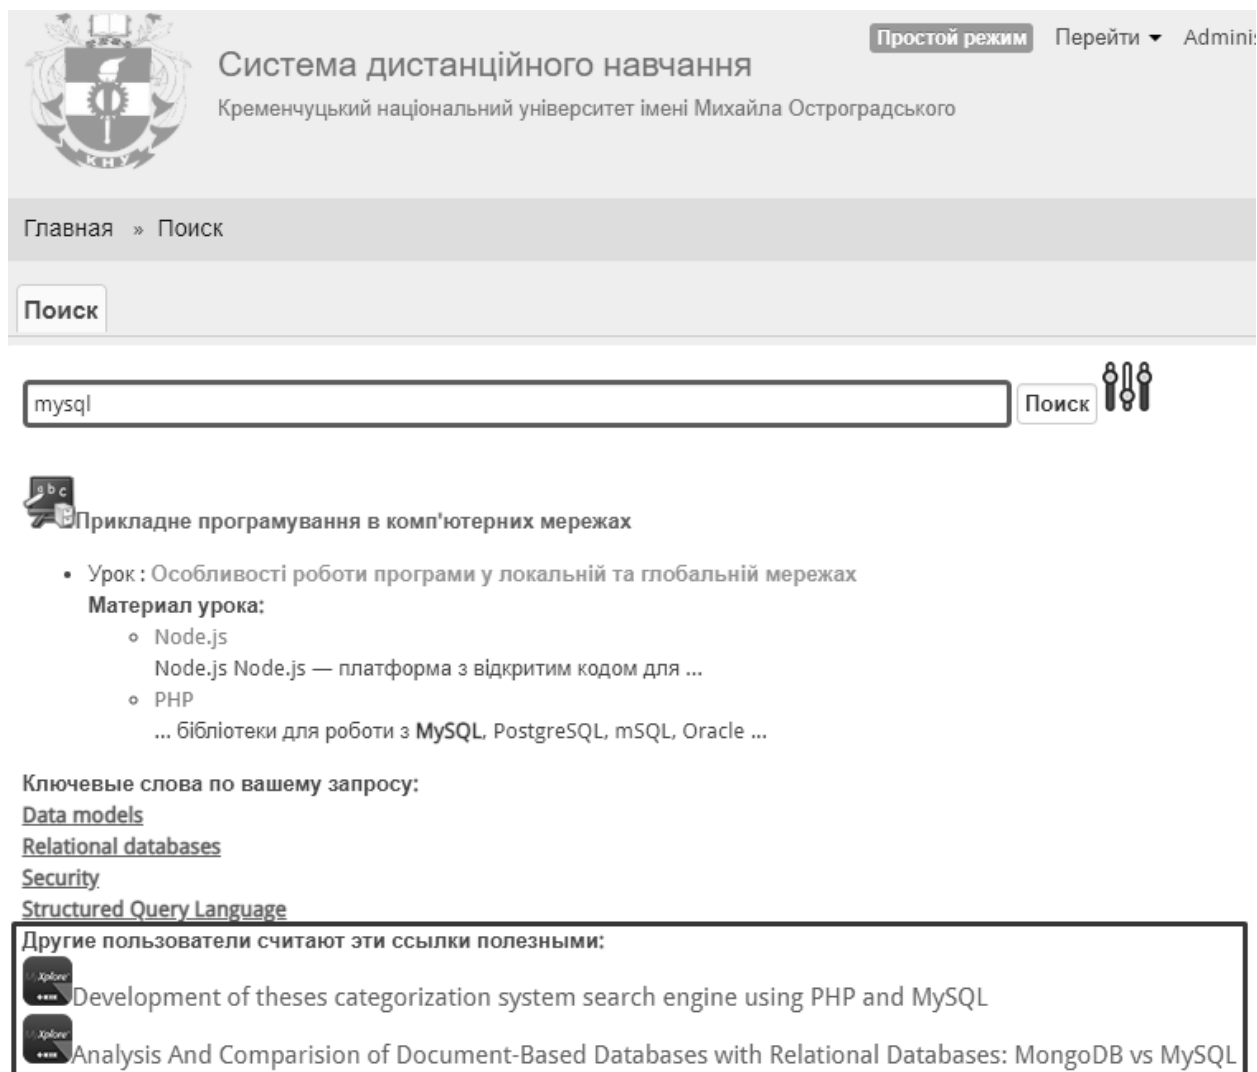 Простой режим Перейти Adminis
Система дистанційного навчання
Кременчуцький національний університет імені Михайла Остроградського
КНУ
Главная » Поиск
Поиск
mysql
Поиск
abc
Прикладне програмування в комп'ютерних мережах
• Урок : Особливості роботи програми у локальній та глобальній мережах
Материал урока:
Node.js
Node.js Node.js — платформа з відкритим кодом для ...
PHP
... бібліотеки для роботи з MySQL, PostgreSQL, mSQL, Oracle ...
Ключевые слова по вашему запросу:
Data models
Relational databases
Security
Structured Query Language
Другие пользователи считают эти ссылки полезными:
Xplore
Development of theses categorization system search engine using PHP and MySQL
Xplore
Analysis And Comparision of Document-Based Databases with Relational Databases: MongoDB vs MySQL